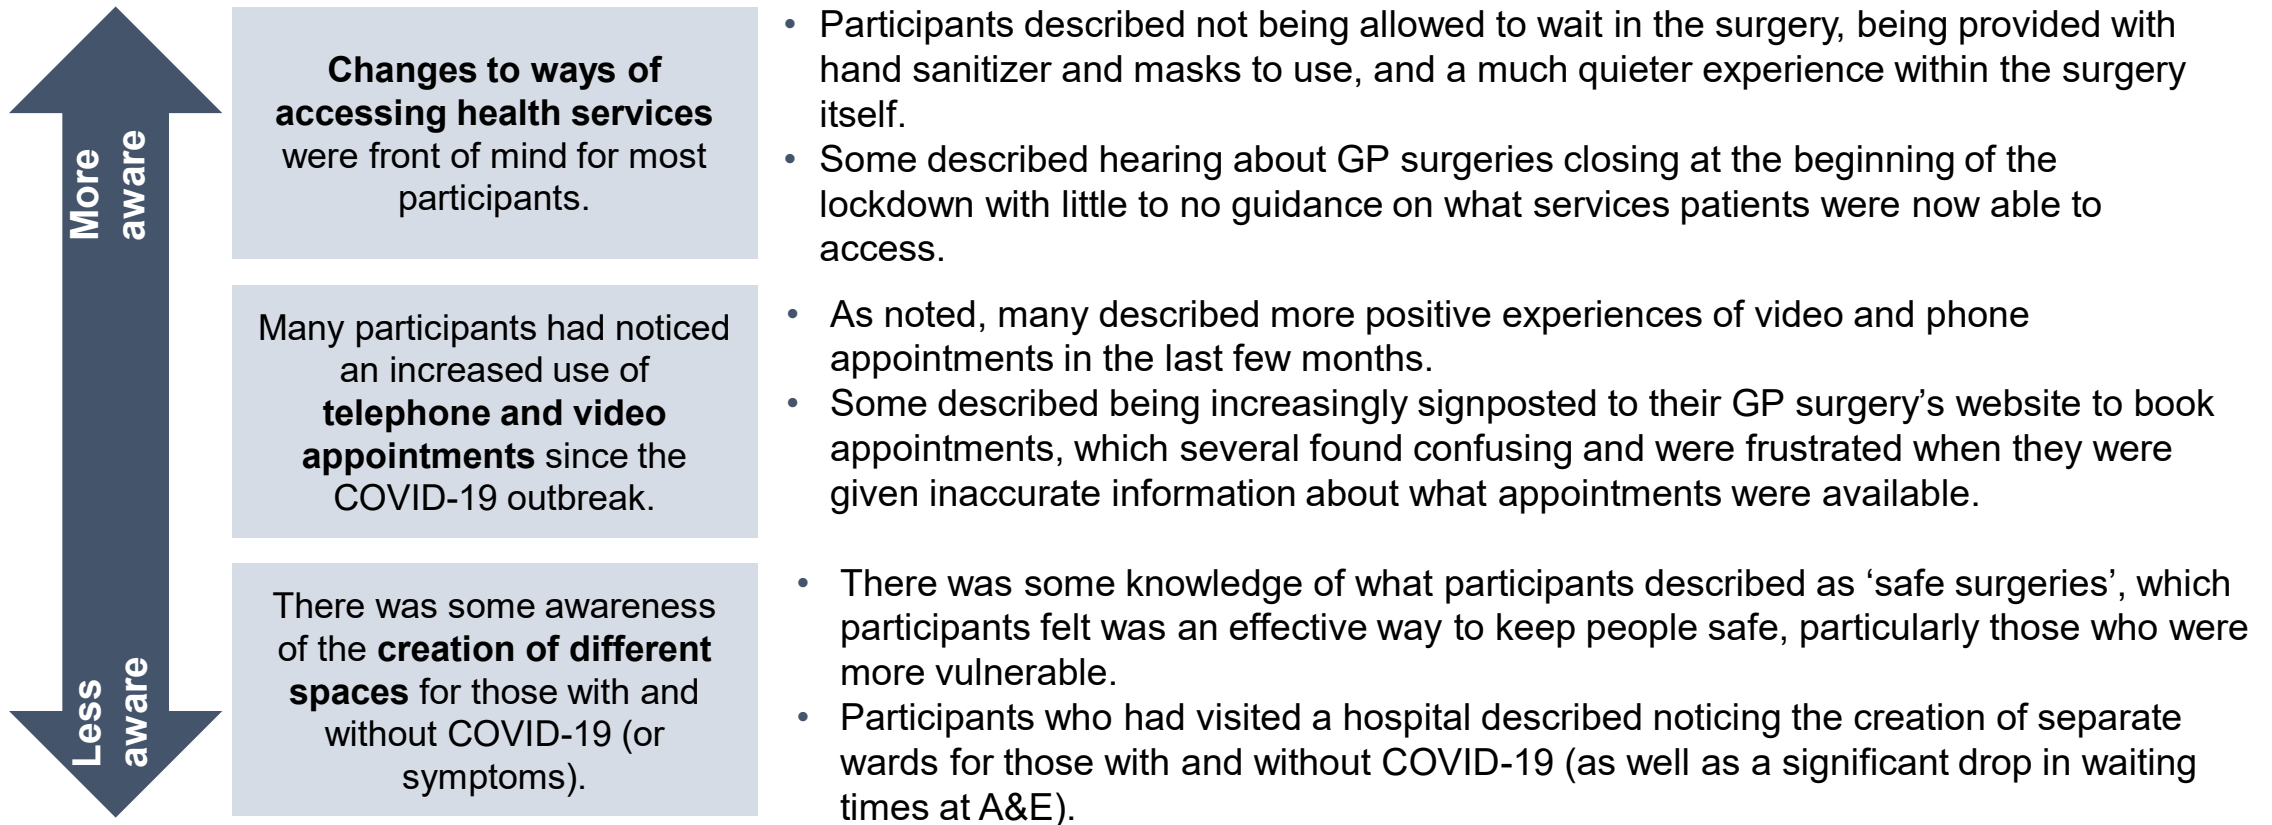 More
aware
Changes to ways of
accessing health services
were front of mind for most
participants.
• Participants described not being allowed to wait in the surgery, being provided with
hand sanitizer and masks to use, and a much quieter experience within the surgery
itself.
• Some described hearing about GP surgeries closing at the beginning of the
lockdown with little to no guidance on what services patients were now able to
access.
Many participants had noticed
an increased use of
telephone and video
appointments since the
COVID-19 outbreak.
• As noted, many described more positive experiences of video and phone
appointments in the last few months.
• Some described being increasingly signposted to their GP surgery’s website to book
appointments, which several found confusing and were frustrated when they were
given inaccurate information about what appointments were available.
Less
aware
There was some awareness
of the creation of different
spaces for those with and
without COVID-19 (or
symptoms).
• There was some knowledge of what participants described as ‘safe surgeries’, which
participants felt was an effective way to keep people safe, particularly those who were
more vulnerable.
• Participants who had visited a hospital described noticing the creation of separate
wards for those with and without COVID-19 (as well as a significant drop in waiting
times at A&E).